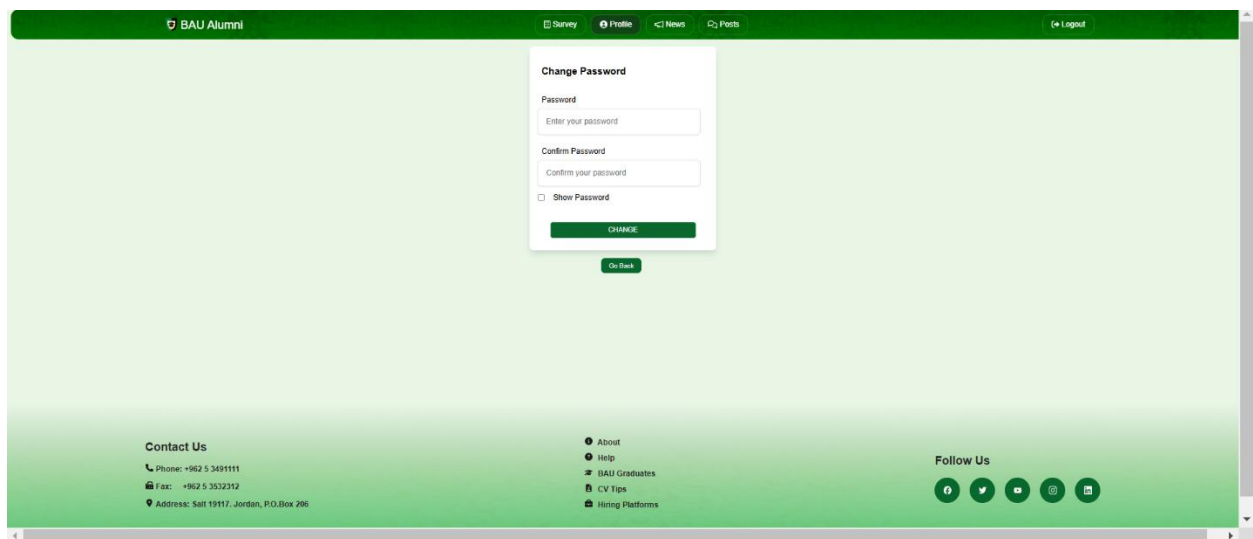 BAU Alumni
Survey
Profile
News
Posts
Logout
Change Password
Password
Enter your password
Confirm Password
Confirm your password
Show Password
CHANGE
Go Back
Contact Us
Phone: +962 5 3491111
Fax: +962 5 3532312
Address: Salt 19117. Jordan, P.O.Box 206
About
Help
BAU Graduates
CV Tips
Hiring Platforms
Follow Us